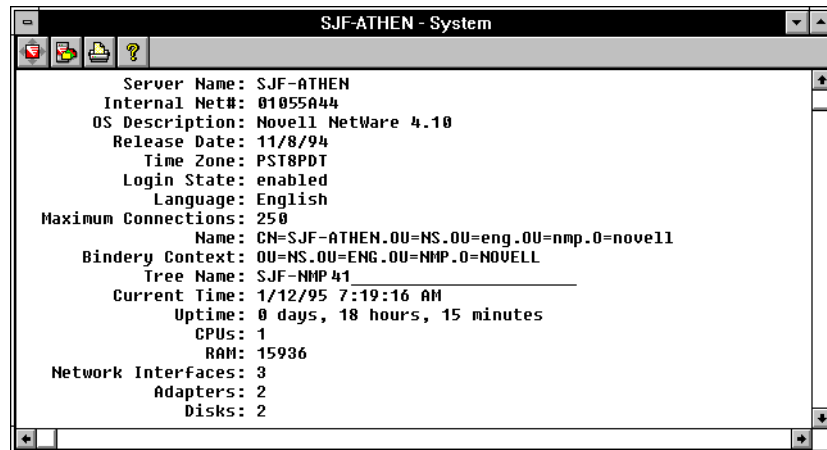 SJF-ATHEN - System
Server Name: SJF-ATHEN
Internal Net#: 01055A44
OS Description: Novell NetWare 4.10
Release Date: 11/8/94
Time Zone: PST8PDT
Login State: enabled
Language: English
Maximum Connections: 250
Name: CN=SJF-ATHEN.OU=NS.OU=eng.OU=nmp.O=novell
Bindery Context: OU=NS.OU=ENG.OU=NMP.O=NOVELL
Tree Name: SJF-NMP41_______________________
Current Time: 1/12/95 7:19:16 AM
Uptime: 0 days, 18 hours, 15 minutes
CPUs: 1
RAM: 15936
Network Interfaces: 3
Adapters: 2
Disks: 2